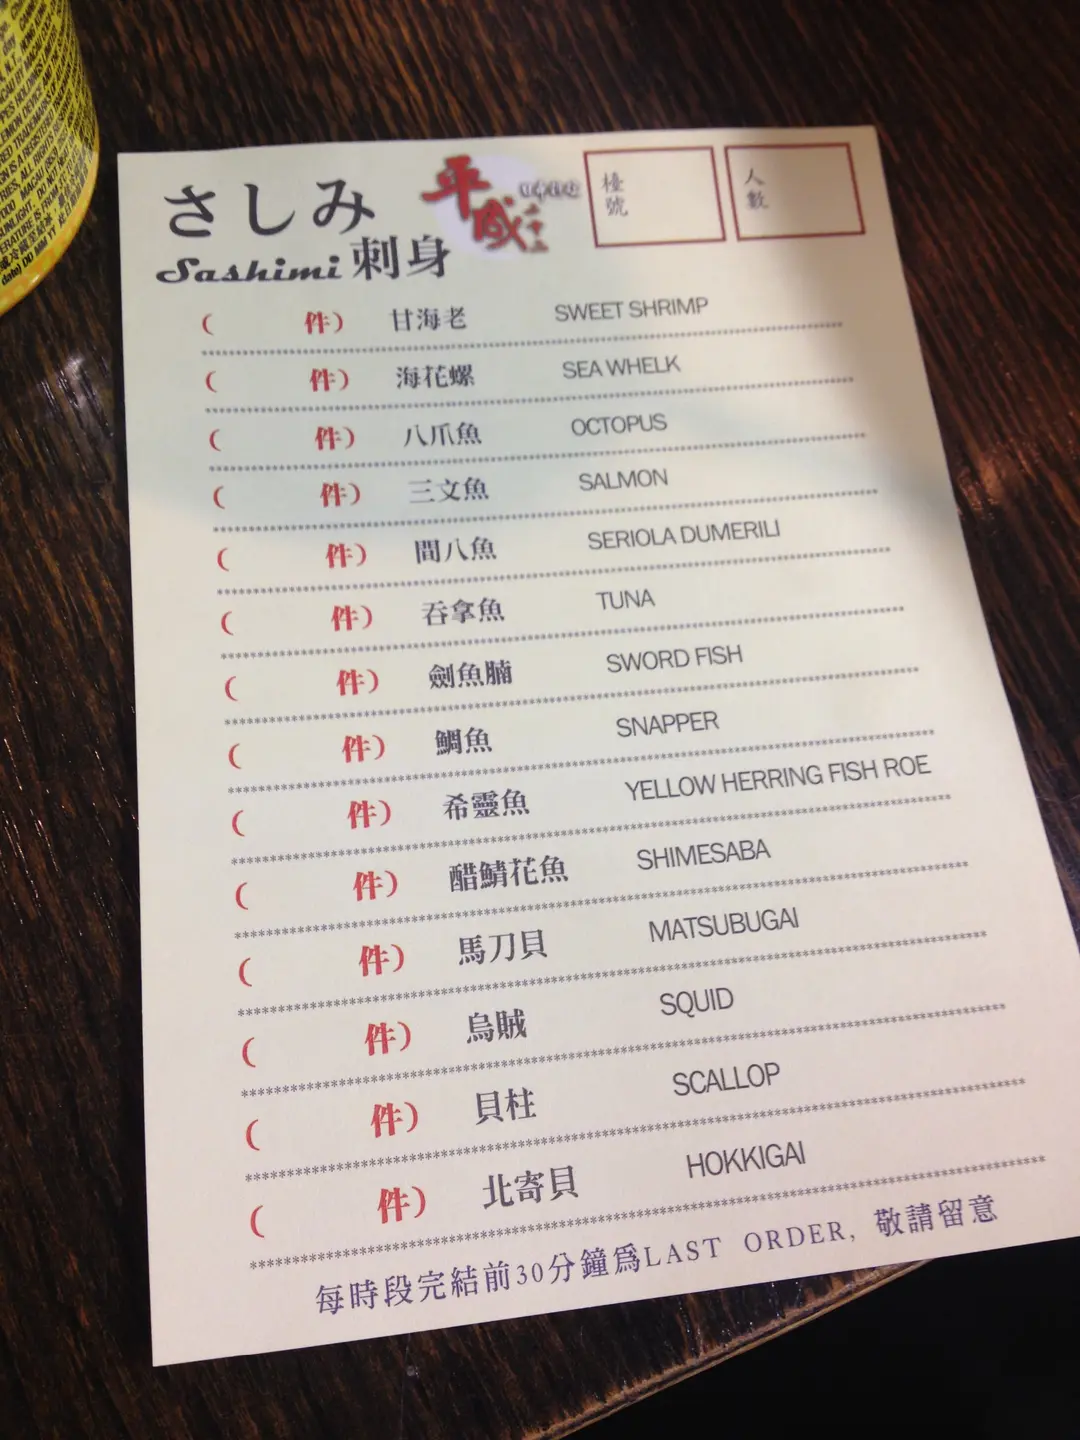 さしみ
Sashimi 刺身
平成
檯號
人數
( 件) 甘海老 SWEET SHRIMP
( 件) 海花螺 SEA WHELK
( 件) 八爪魚 OCTOPUS
( 件) 三文魚 SALMON
( 件) 間八魚 SERIOLA DUMERILI
( 件) 吞拿魚 TUNA
( 件) 劍魚腩 SWORD FISH
( 件) 鯛魚 SNAPPER
( 件) 希靈魚 YELLOW HERRING FISH ROE
( 件) 醋鯖花魚 SHIMESABA
( 件) 馬刀貝 MATSUBUGAI
( 件) 烏賊 SQUID
( 件) 貝柱 SCALLOP
( 件) 北寄貝 HOKKIGAI
每時段完結前30分鐘爲LAST ORDER, 敬請留意